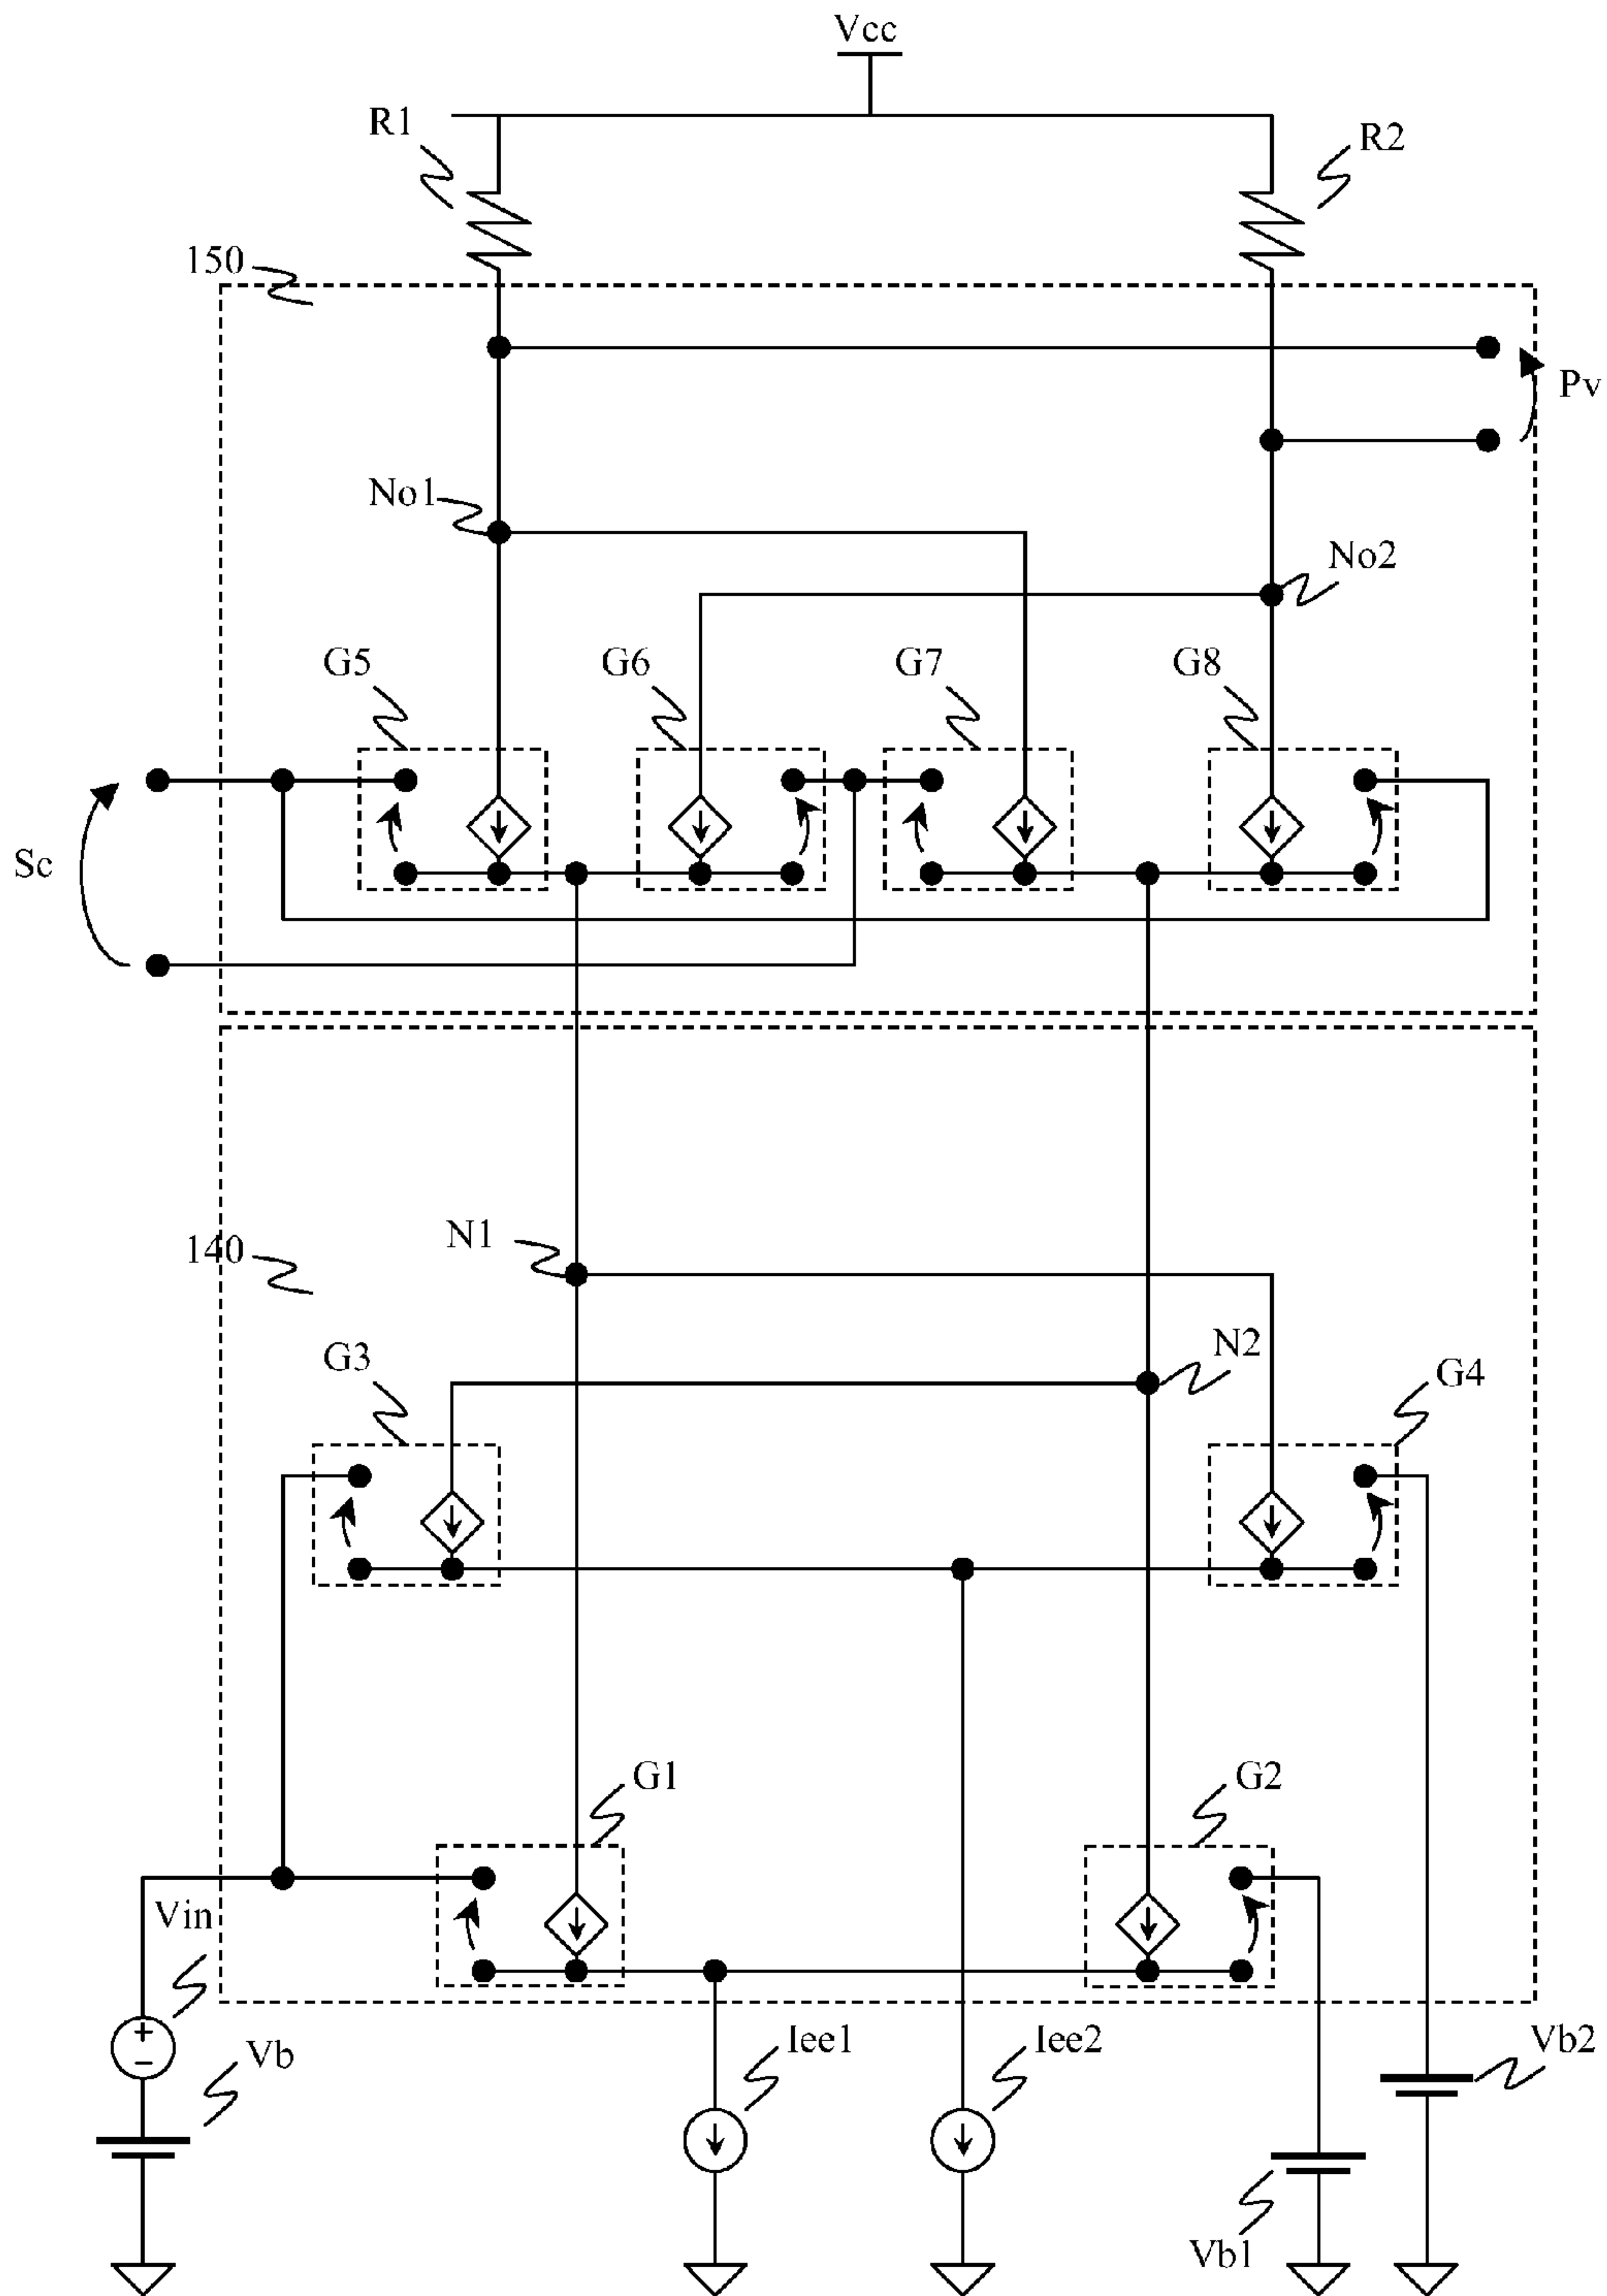 Vcc
R1
R2
150
Pv
No1
No2
G5
G6
G7
G8
Sc
N1
140
N2
G3
G4
G1
G2
Vin
+
−
Vb
Iee1
Iee2
Vb2
Vb1